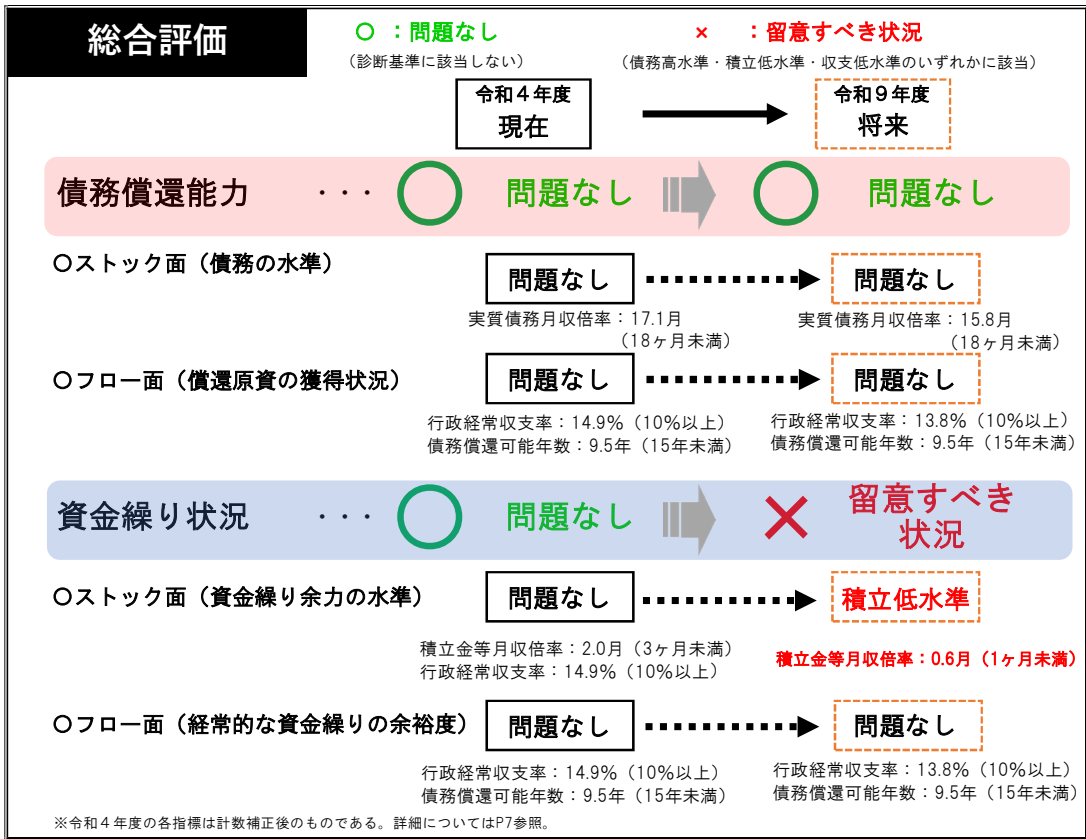 総合評価
○ ：問題なし
（診断基準に該当しない）
× ：留意すべき状況
（債務高水準・積立低水準・収支低水準のいずれかに該当）
令和４年度
現在
令和９年度
将来
債務償還能力 ・・・ 問題なし 問題なし
○ストック面（債務の水準）
問題なし 問題なし
実質債務月収倍率：17.1月
（18ヶ月未満）
実質債務月収倍率：15.8月
（18ヶ月未満）
○フロー面（償還原資の獲得状況）
問題なし 問題なし
行政経常収支率：14.9%（10%以上）
債務償還可能年数：9.5年（15年未満）
行政経常収支率：13.8%（10%以上）
債務償還可能年数：9.5年（15年未満）
資金繰り状況 ・・・ 問題なし
留意すべき
状況
○ストック面（資金繰り余力の水準）
問題なし 積立低水準
積立金等月収倍率：2.0月（3ヶ月未満）
行政経常収支率：14.9%（10%以上）
積立金等月収倍率：0.6月（1ヶ月未満）
○フロー面（経常的な資金繰りの余裕度）
問題なし 問題なし
行政経常収支率：14.9%（10%以上）
債務償還可能年数：9.5年（15年未満）
行政経常収支率：13.8%（10%以上）
債務償還可能年数：9.5年（15年未満）
※令和４年度の各指標は計数補正後のものである。詳細についてはP7参照。